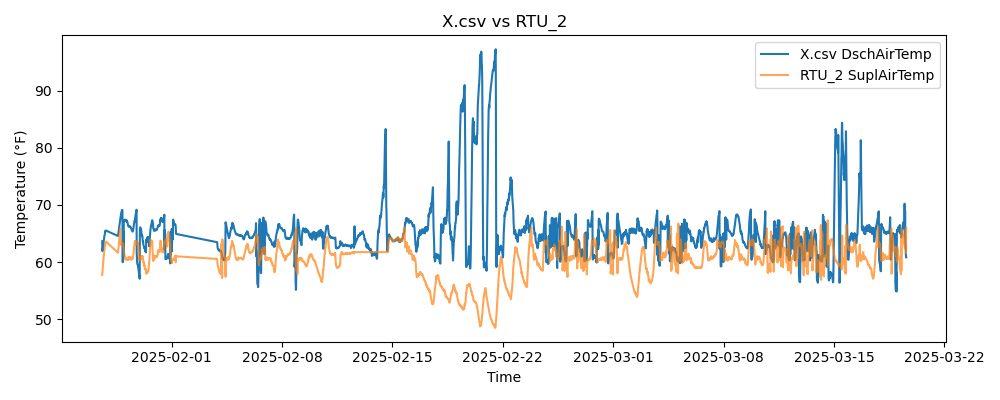 X.csv vs RTU_2
X.csv DschAirTemp
RTU_2 SuplAirTemp
Temperature (°F)
90
80
70
60
50
2025-02-01 2025-02-08 2025-02-15 2025-02-22 2025-03-01 2025-03-08 2025-03-15 2025-03-22
Time